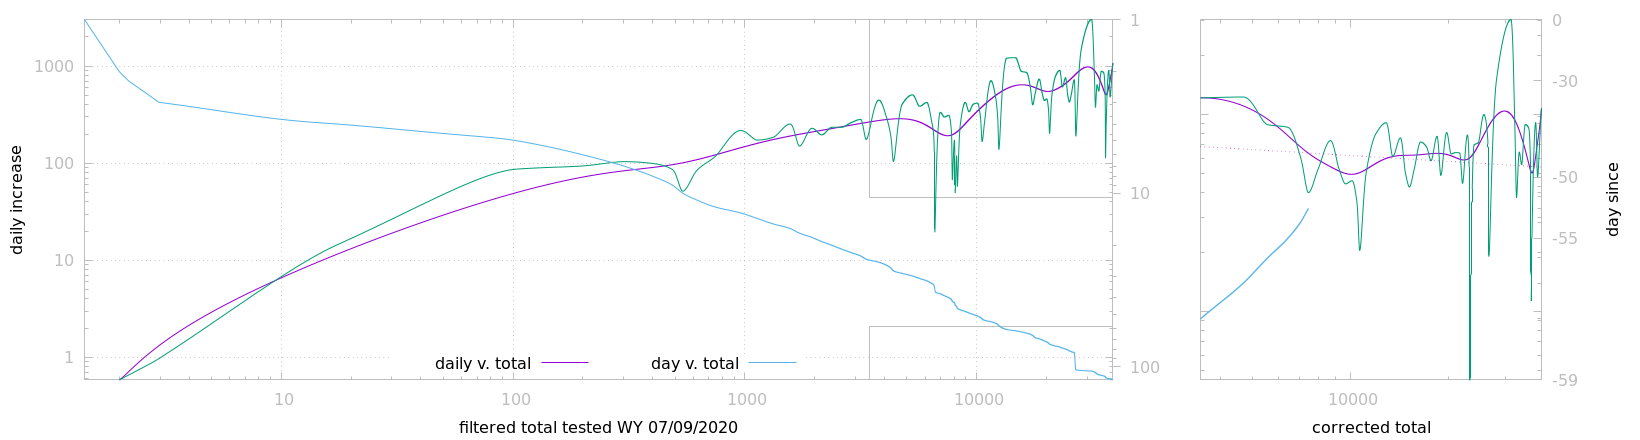 1000
100
10
1
daily increase
daily v. total
day v. total
10
100
1000
10000
filtered total tested WY 07/09/2020
1
10
100
10000
corrected total
0
-30
-50
-55
-59
day since